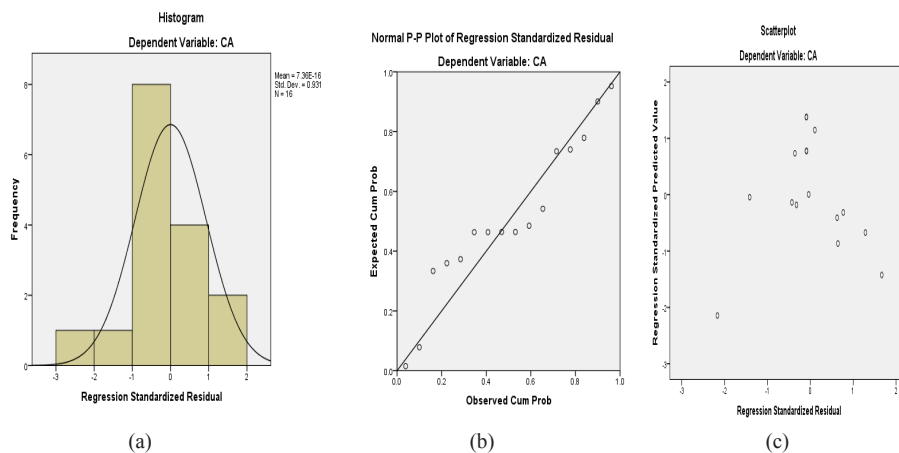 Histogram
Dependent Variable: CA
Mean = 7.36E-16
Std. Dev. = 0.931
N = 16
Frequency
8
6
4
2
0
-3 -2 -1 0 1 2
Regression Standardized Residual
(a)
Normal P-P Plot of Regression Standardized Residual
Dependent Variable: CA
Expected Cum Prob
1.0
0.8
0.6
0.4
0.2
0.0
0.0 0.2 0.4 0.6 0.8 1.0
Observed Cum Prob
(b)
Scatterplot
Dependent Variable: CA
Regression Standardized Predicted Value
2
1
0
-1
-2
-3
-3 -2 -1 0 1 2
Regression Standardized Residual
(c)